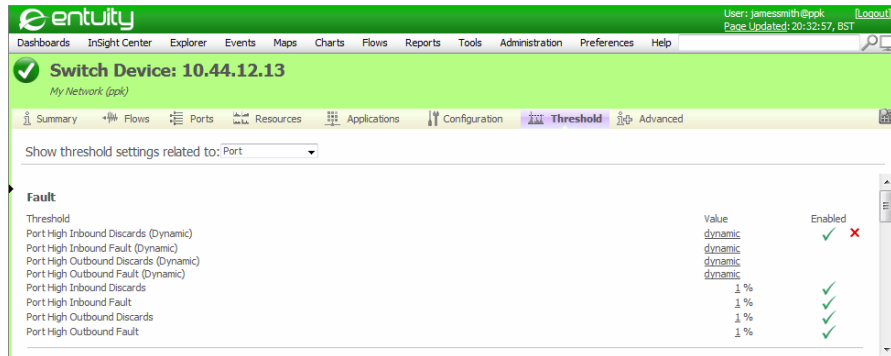 entuity
User: jamessmith@ppk [Logout]
Page Updated: 20:32:57, BST
Dashboards InSight Center Explorer Events Maps Charts Flows Reports Tools Administration Preferences Help
Switch Device: 10.44.12.13
My Network (ppk)
Summary Flows Ports Resources Applications Configuration Threshold Advanced
Show threshold settings related to: Port
Fault
Threshold Value Enabled
Port High Inbound Discards (Dynamic) dynamic
Port High Inbound Fault (Dynamic) dynamic
Port High Outbound Discards (Dynamic) dynamic
Port High Outbound Fault (Dynamic) dynamic
Port High Inbound Discards 1 %
Port High Inbound Fault 1 %
Port High Outbound Discards 1 %
Port High Outbound Fault 1 %